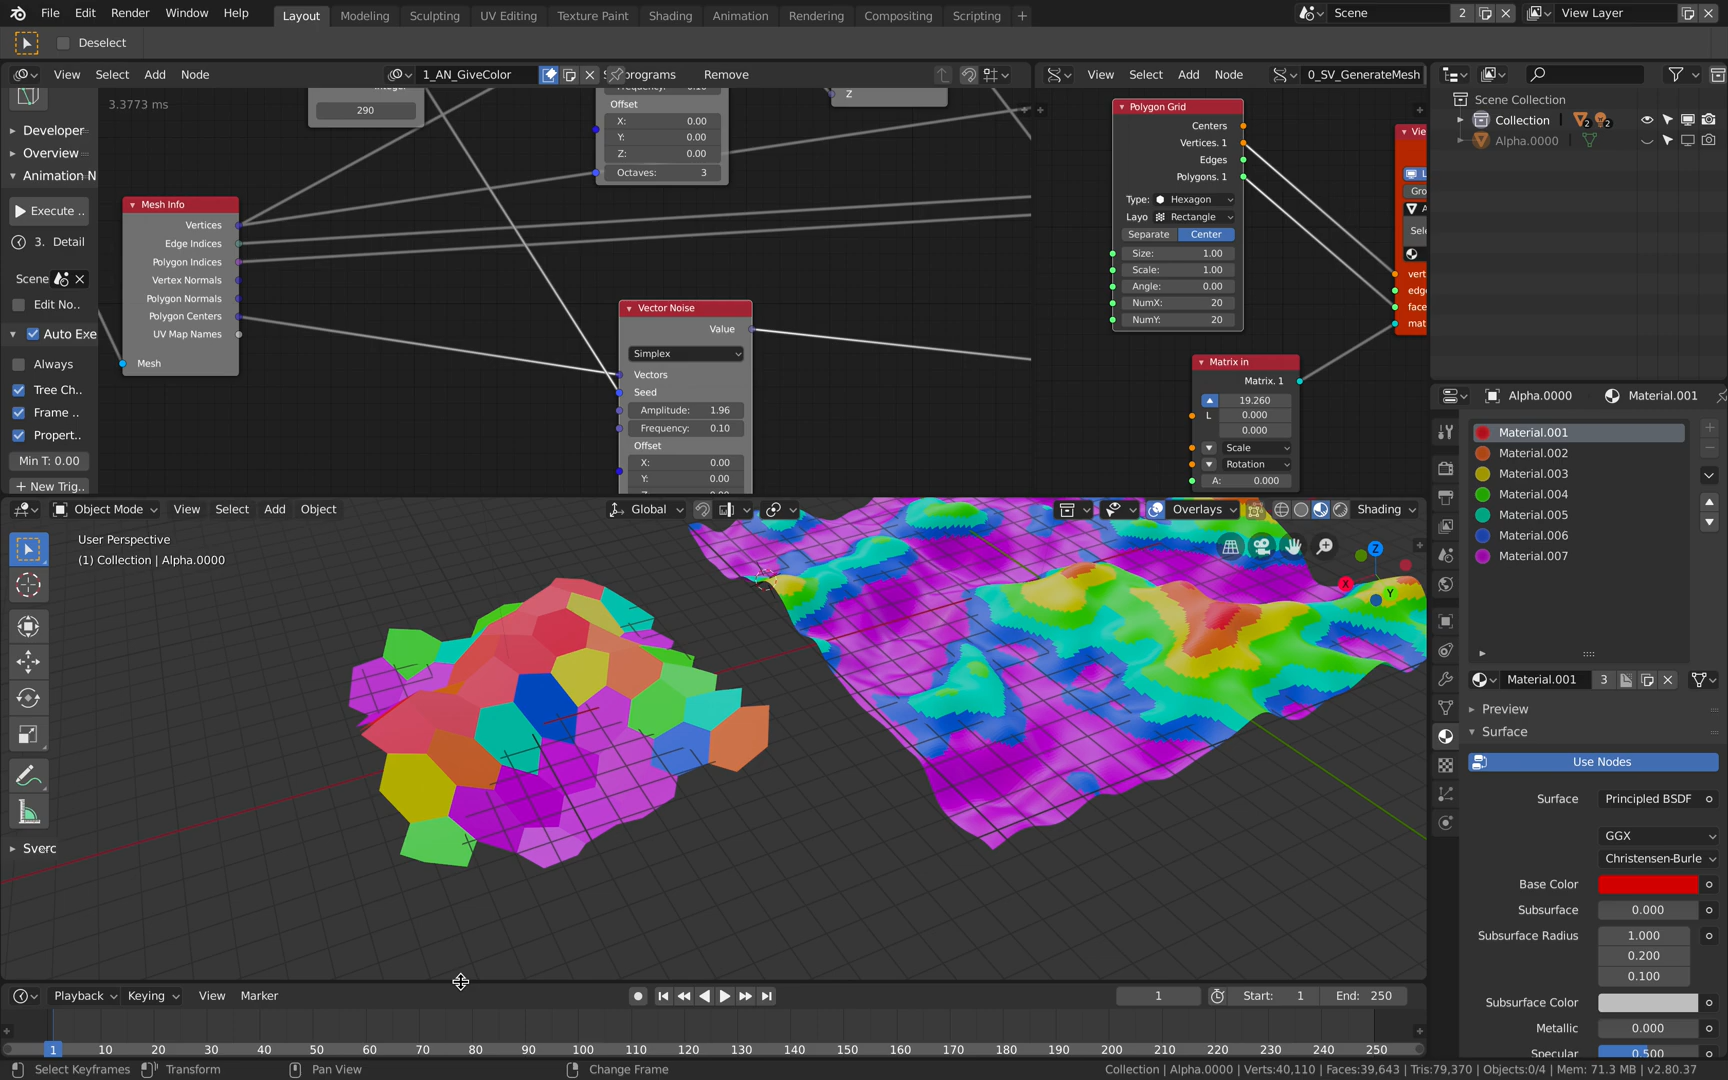 File Edit Render Window Help Layout Modeling Sculpting UV Editing Texture Paint Shading Animation Rendering Compositing Scripting + Scene 2 View Layer
Deselect
View Select Add Node 1_AN_GiveColor Remove View Select Add Node 0_SV_GenerateMesh
3.3773 ms
290
Offset
X: 0.00
Y: 0.00
Z: 0.00
Octaves: 3
Z
Developer
Overview
Animation N
Execute ..
3. Detail
Scene
Edit No..
Auto Exe
Always
Tree Ch..
Frame ..
Propert..
Min T: 0.00
+ New Trig..
Mesh Info
Vertices
Edge Indices
Polygon Indices
Vertex Normals
Polygon Normals
Polygon Centers
UV Map Names
Mesh
Vector Noise
Value
Simplex
Vectors
Seed
Amplitude: 1.96
Frequency: 0.10
Offset
X: 0.00
Y: 0.00
Polygon Grid
Centers
Vertices. 1
Edges
Polygons. 1
Type: Hexagon
Layo Rectangle
Separate Center
Size: 1.00
Scale: 1.00
Angle: 0.00
NumX: 20
NumY: 20
Vie
Gro
Sele
vert
edg
face
mat
Matrix in
Matrix. 1
19.260
L 0.000
0.000
Scale
Rotation
A: 0.000
Scene Collection
Collection 2 2
Alpha.0000
Alpha.0000 Material.001
Material.001
Material.002
Material.003
Material.004
Material.005
Material.006
Material.007
Material.001 3
Preview
Surface
Use Nodes
Surface Principled BSDF
GGX
Christensen-Burle
Base Color
Subsurface 0.000
Subsurface Radius 1.000
0.200
0.100
Subsurface Color
Metallic 0.000
Specular 0.500
Object Mode View Select Add Object Global Overlays Shading
User Perspective
(1) Collection | Alpha.0000
Z
X
Y
Sverc
Playback Keying View Marker 1 Start: 1 End: 250
1 10 20 30 40 50 60 70 80 90 100 110 120 130 140 150 160 170 180 190 200 210 220 230 240 250
Select Keyframes Transform Pan View Change Frame Collection | Alpha.0000 | Verts:40,110 | Faces:39,643 | Tris:79,370 | Objects:0/4 | Mem: 71.3 MB | v2.80.37